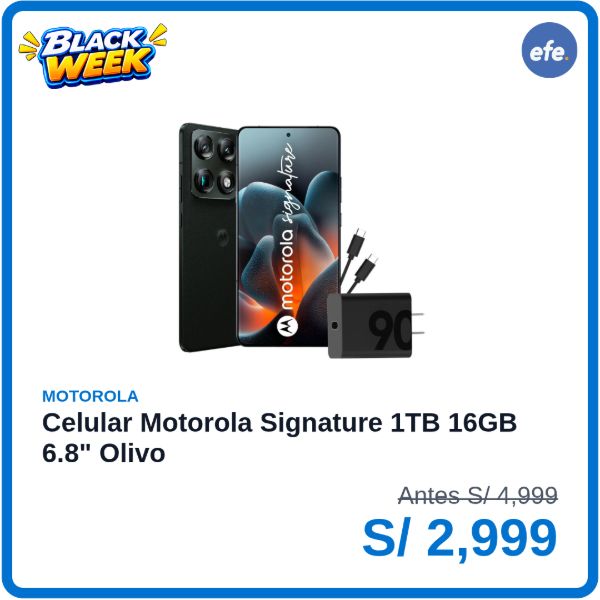 BLACK
WEEK
efe.
motorola signature
90
MOTOROLA
Celular Motorola Signature 1TB 16GB
6.8" Olivo
Antes S/ 4,999
S/ 2,999